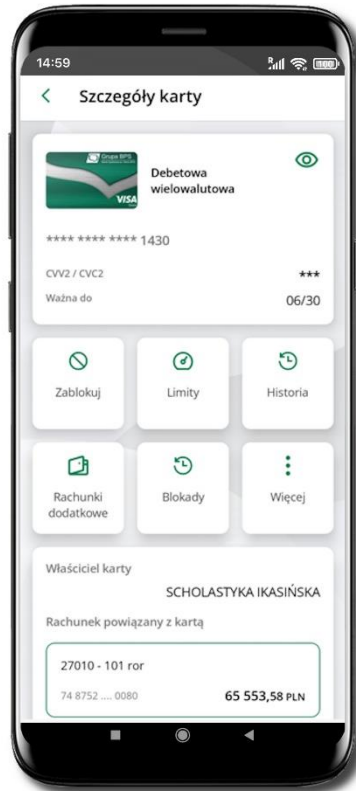 14:59
R
100
Szczegóły karty
Grupa BPS
VISA
Debetowa
wielowalutowa
**** **** **** 1430
CVV2 / CVC2
***
Ważna do
06/30
Zablokuj
Limity
Historia
Rachunki
dodatkowe
Blokady
Więcej
Właściciel karty
SCHOLASTYKA IKASIŃSKA
Rachunek powiązany z kartą
27010 - 101 ror
74 8752 .... 0080
65 553,58 PLN